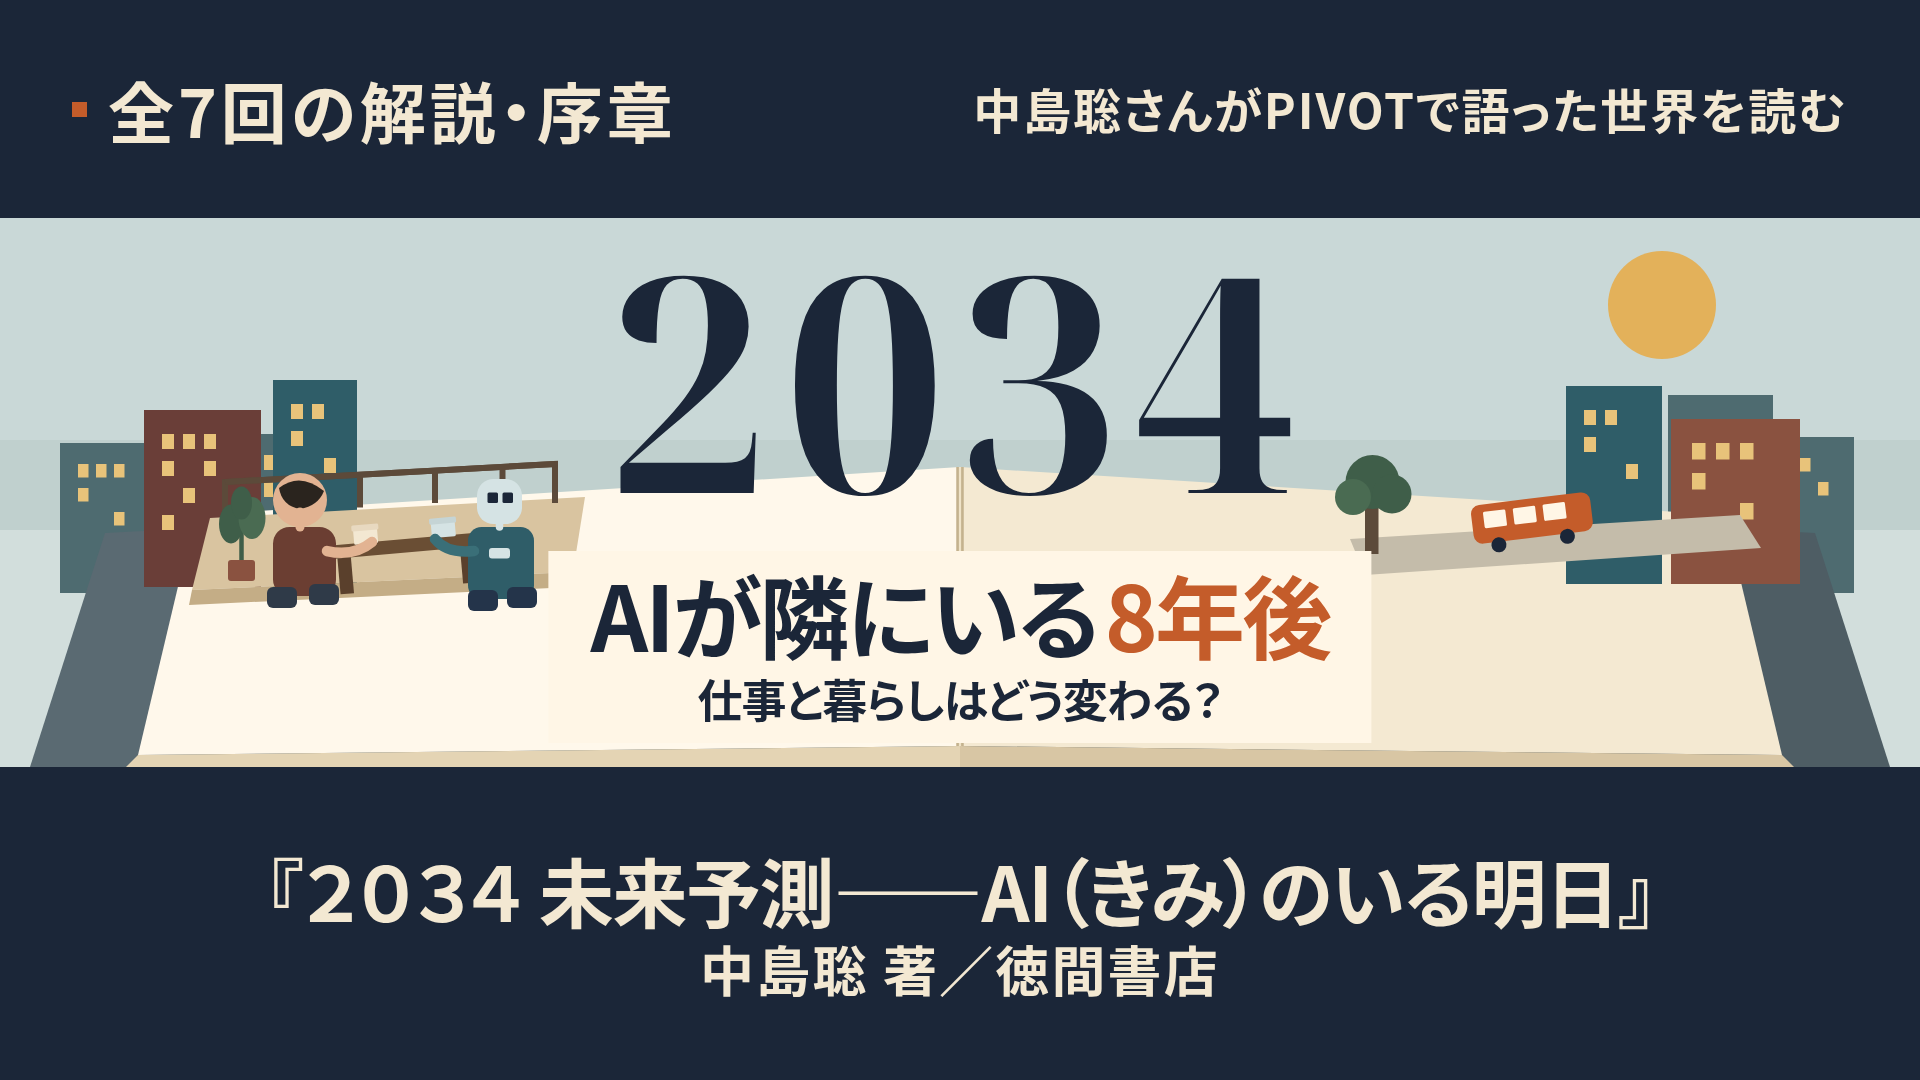 全7回の解説・序章
中島聡さんがPIVOTで語った世界を読む
2034
AIが隣にいる8年後
仕事と暮らしはどう変わる?
『2034 未来予測――AI(きみ)のいる明日』
中島聡 著／徳間書店